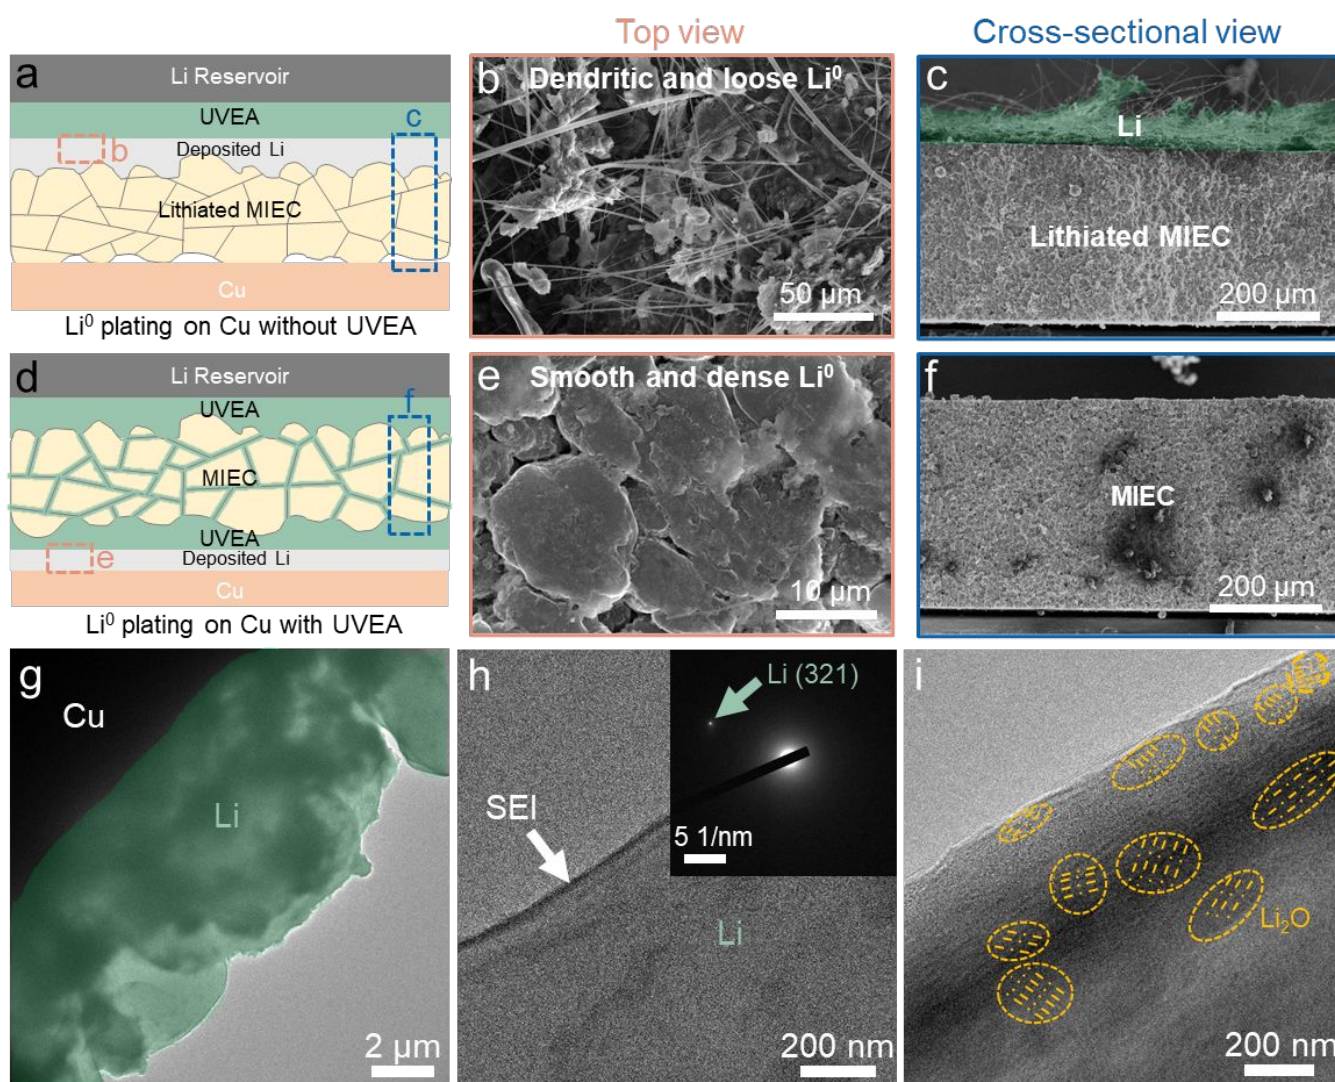 Top view
Cross-sectional view
a
Li Reservoir
UVEA
c
Deposited Li
b
Lithiated MIEC
Cu
Li⁰ plating on Cu without UVEA
b
Dendritic and loose Li⁰
50 µm
c
Li
Lithiated MIEC
200 µm
d
Li Reservoir
UVEA
f
MIEC
UVEA
Deposited Li
e
Cu
Li⁰ plating on Cu with UVEA
e
Smooth and dense Li⁰
10 µm
f
MIEC
200 µm
g
Cu
Li
2 µm
h
Li (321)
SEI
5 1/nm
Li
200 nm
i
Li₂O
200 nm